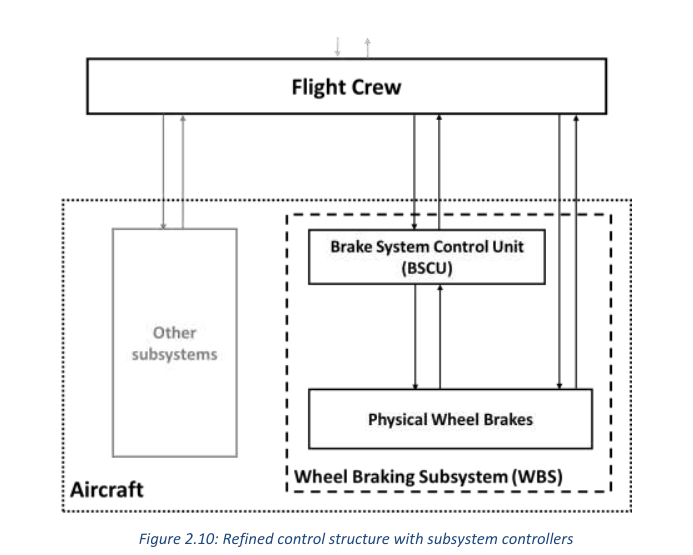 Flight Crew
Brake System Control Unit
(BSCU)
Other
subsystems
Physical Wheel Brakes
Wheel Braking Subsystem (WBS)
Aircraft
Figure 2.10: Refined control structure with subsystem controllers